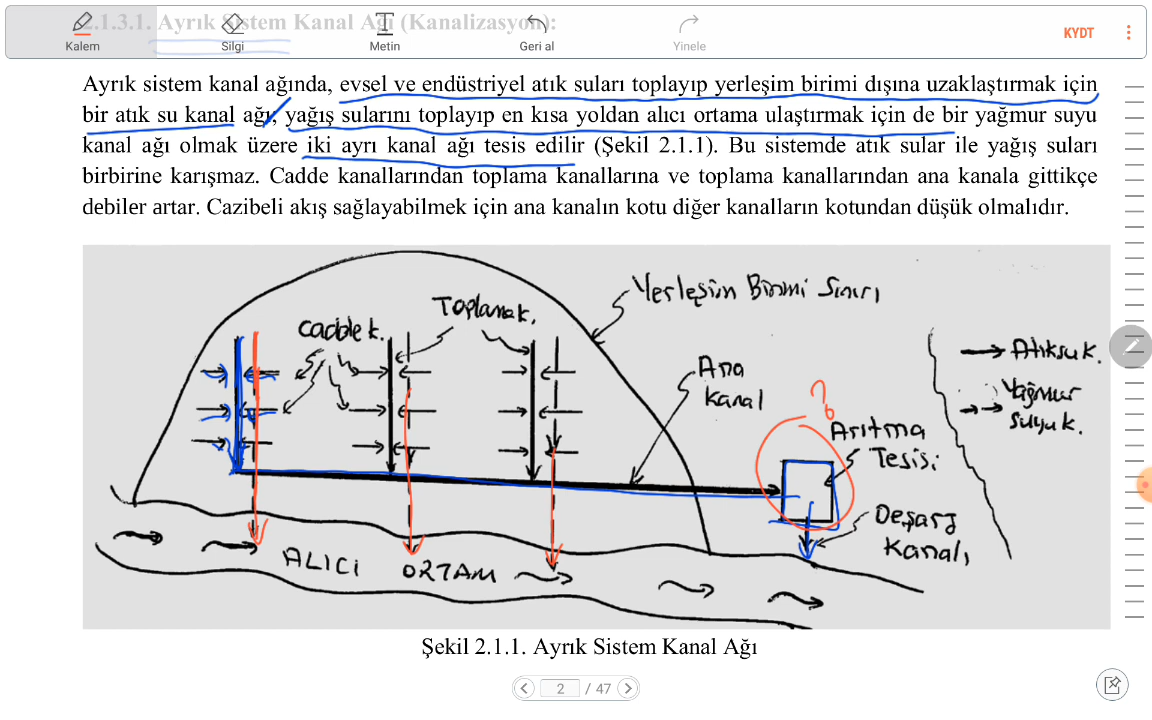 2.1.3.1. Ayrık Sistem Kanal Ağı (Kanalizasyon):
Kalem
Silgi
Metin
Geri al
Yinele
KYDT
Ayrık sistem kanal ağında, evsel ve endüstriyel atık suları toplayıp yerleşim birimi dışına uzaklaştırmak için
bir atık su kanal ağı, yağış sularını toplayıp en kısa yoldan alıcı ortama ulaştırmak için de bir yağmur suyu
kanal ağı olmak üzere iki ayrı kanal ağı tesis edilir (Şekil 2.1.1). Bu sistemde atık sular ile yağış suları
birbirine karışmaz. Cadde kanallarından toplama kanallarına ve toplama kanallarından ana kanala gittikçe
debiler artar. Cazibeli akış sağlayabilmek için ana kanalın kotu diğer kanalların kotundan düşük olmalıdır.
Yerleşim Birimi Sınırı
Toplama k.
Cadde k.
Ana
Kanal
Atıksu k.
Yağmur
Suyu k.
?
Arıtma
Tesisi
Deşarj
Kanalı
ALICI ORTAM
Şekil 2.1.1. Ayrık Sistem Kanal Ağı
2 / 47